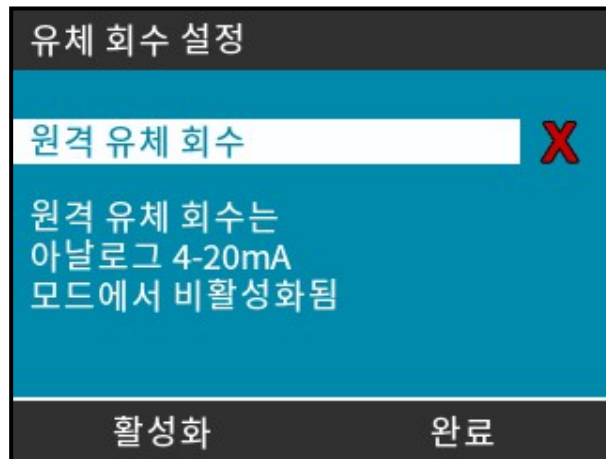 유체 회수 설정
원격 유체 회수
원격 유체 회수는
아날로그 4-20mA
모드에서 비활성화됨
활성화 완료